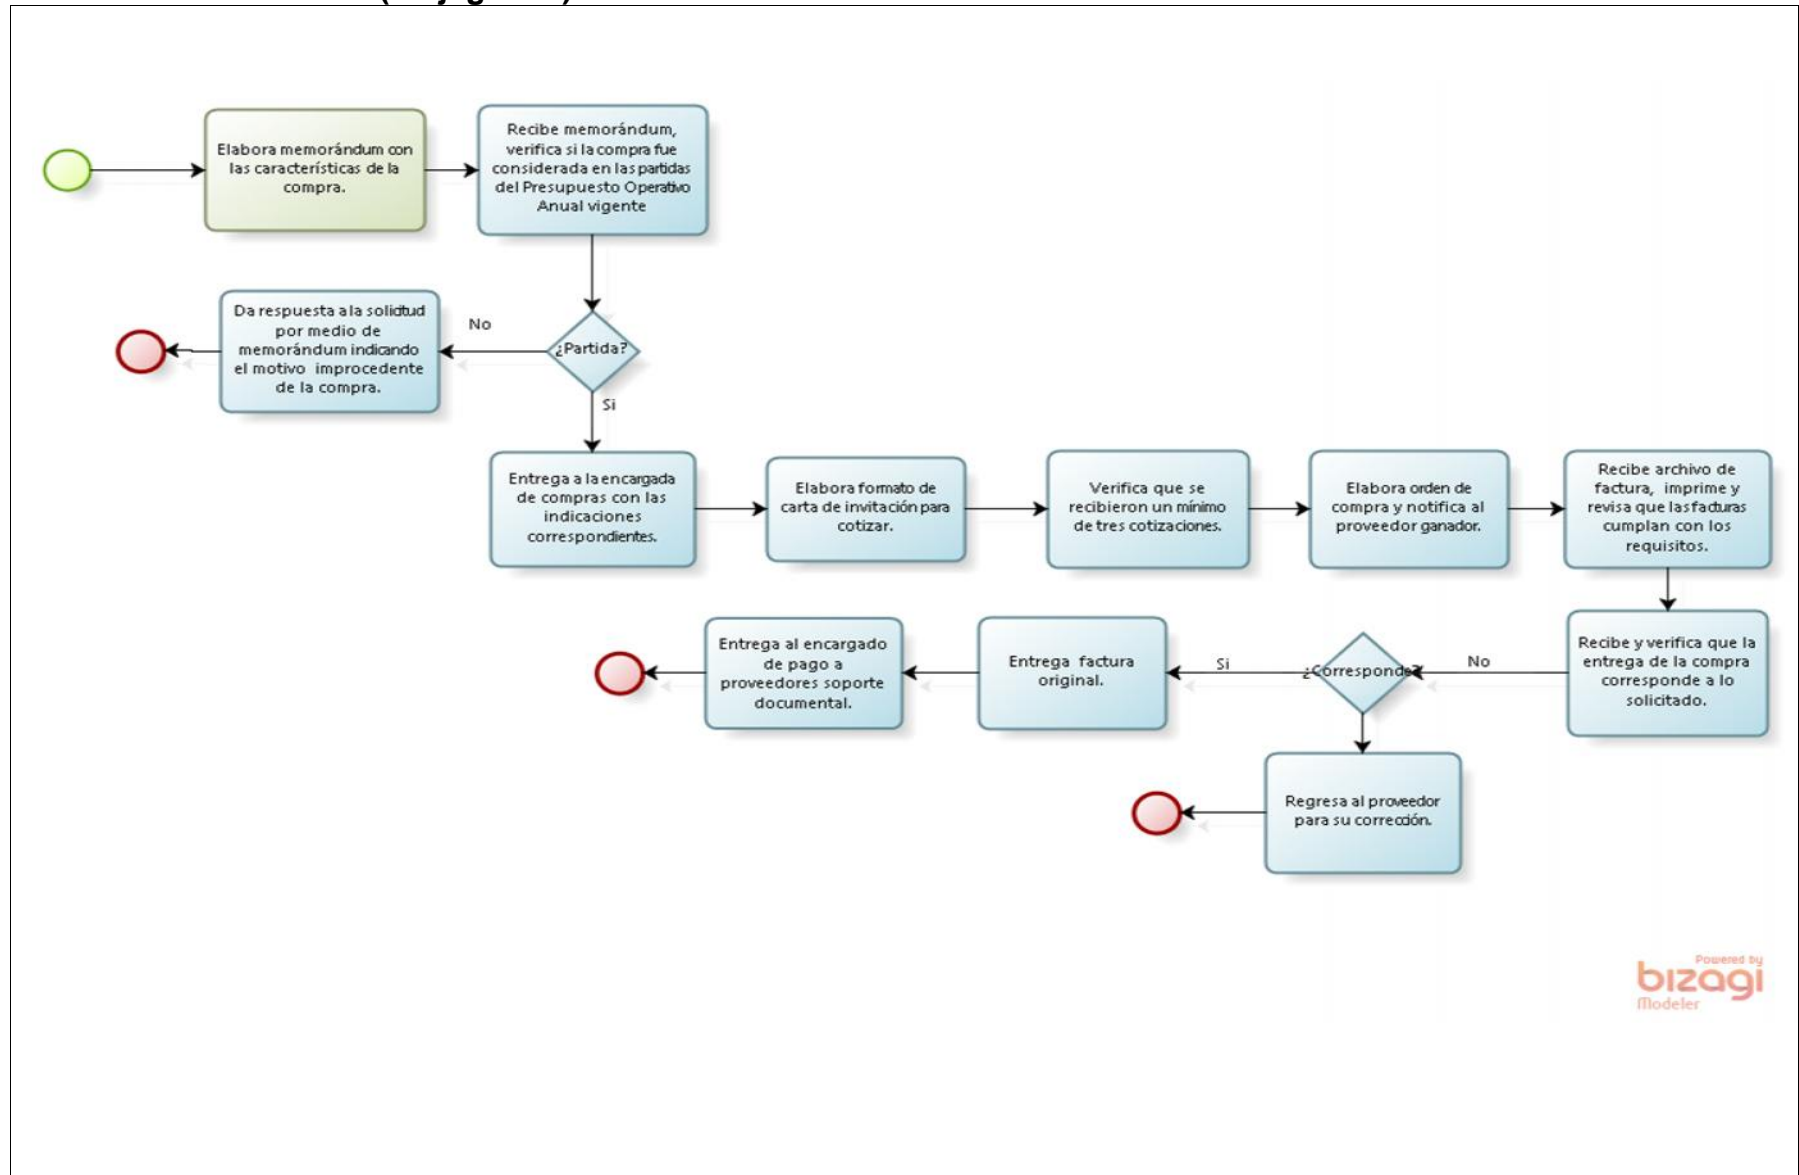 Elabora memorándum con
las características de la
compra.
Recibe memorándum,
verifica si la compra fue
considerada en las partidas
del Presupuesto Operativo
Anual vigente
Da respuesta a la solicitud
por medio de
memorándum indicando
el motivo improcedente
de la compra.
No
¿Partida?
Si
Entrega a la encargada
de compras con las
indicaciones
correspondientes.
Elabora formato de
carta de invitación para
cotizar.
Verifica que se
recibieron un mínimo
de tres cotizaciones.
Elabora orden de
compra y notifica al
proveedor ganador.
Recibe archivo de
factura, imprime y
revisa que las facturas
cumplan con los
requisitos.
Entrega al encargado
de pago a
proveedores soporte
documental.
Entrega factura
original.
Si
¿Corresponde?
No
Recibe y verifica que la
entrega de la compra
corresponde a lo
solicitado.
Regresa al proveedor
para su corrección.
Powered by
bizagi
Modeler